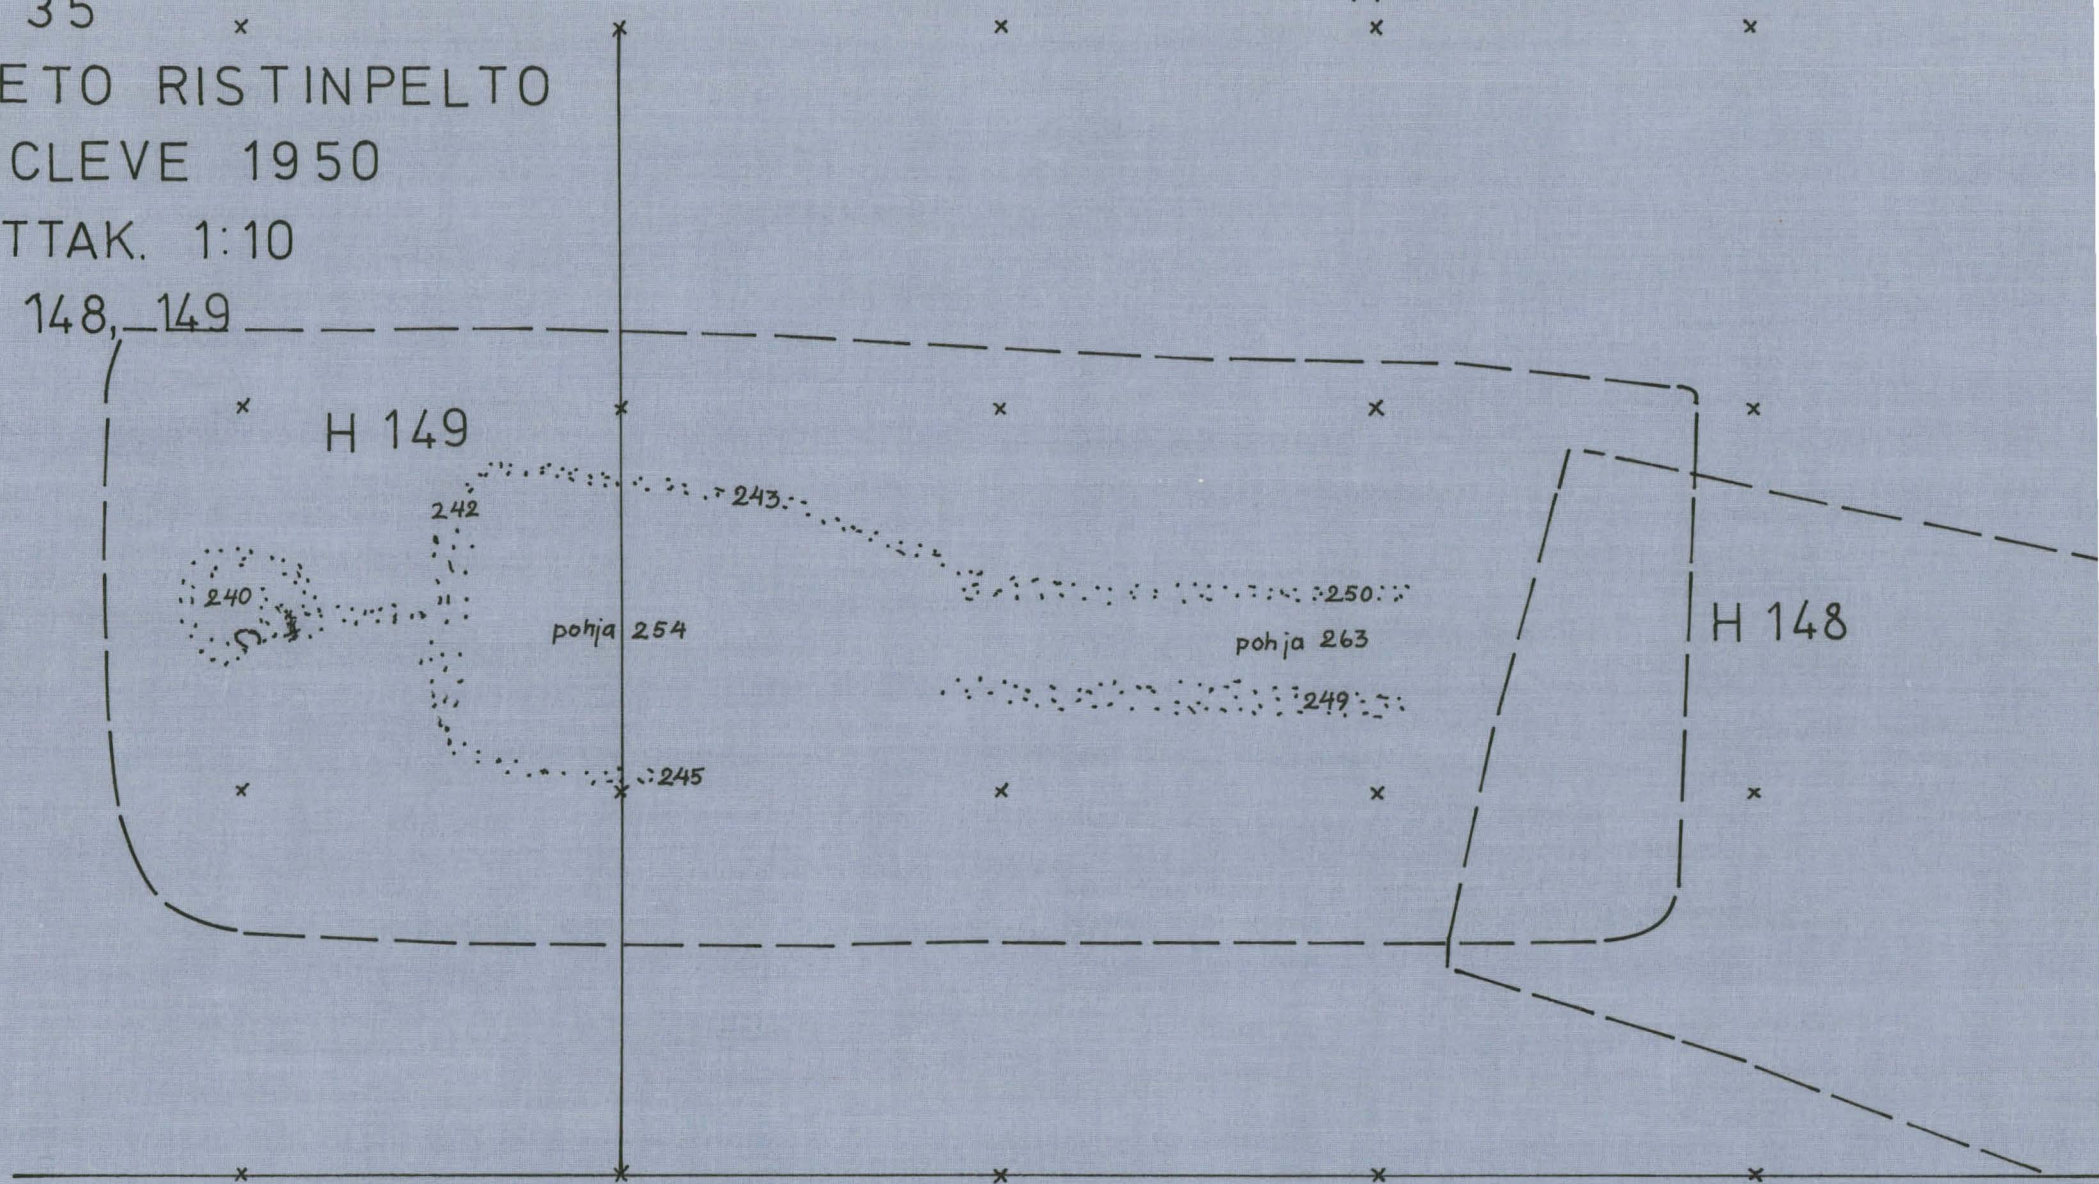 35
ETO RISTINPELTO
CLEVE 1950
TTAK. 1:10
148, 149
H 149
243
242
240
250
pohja 254
pohja 263
H 148
249
245